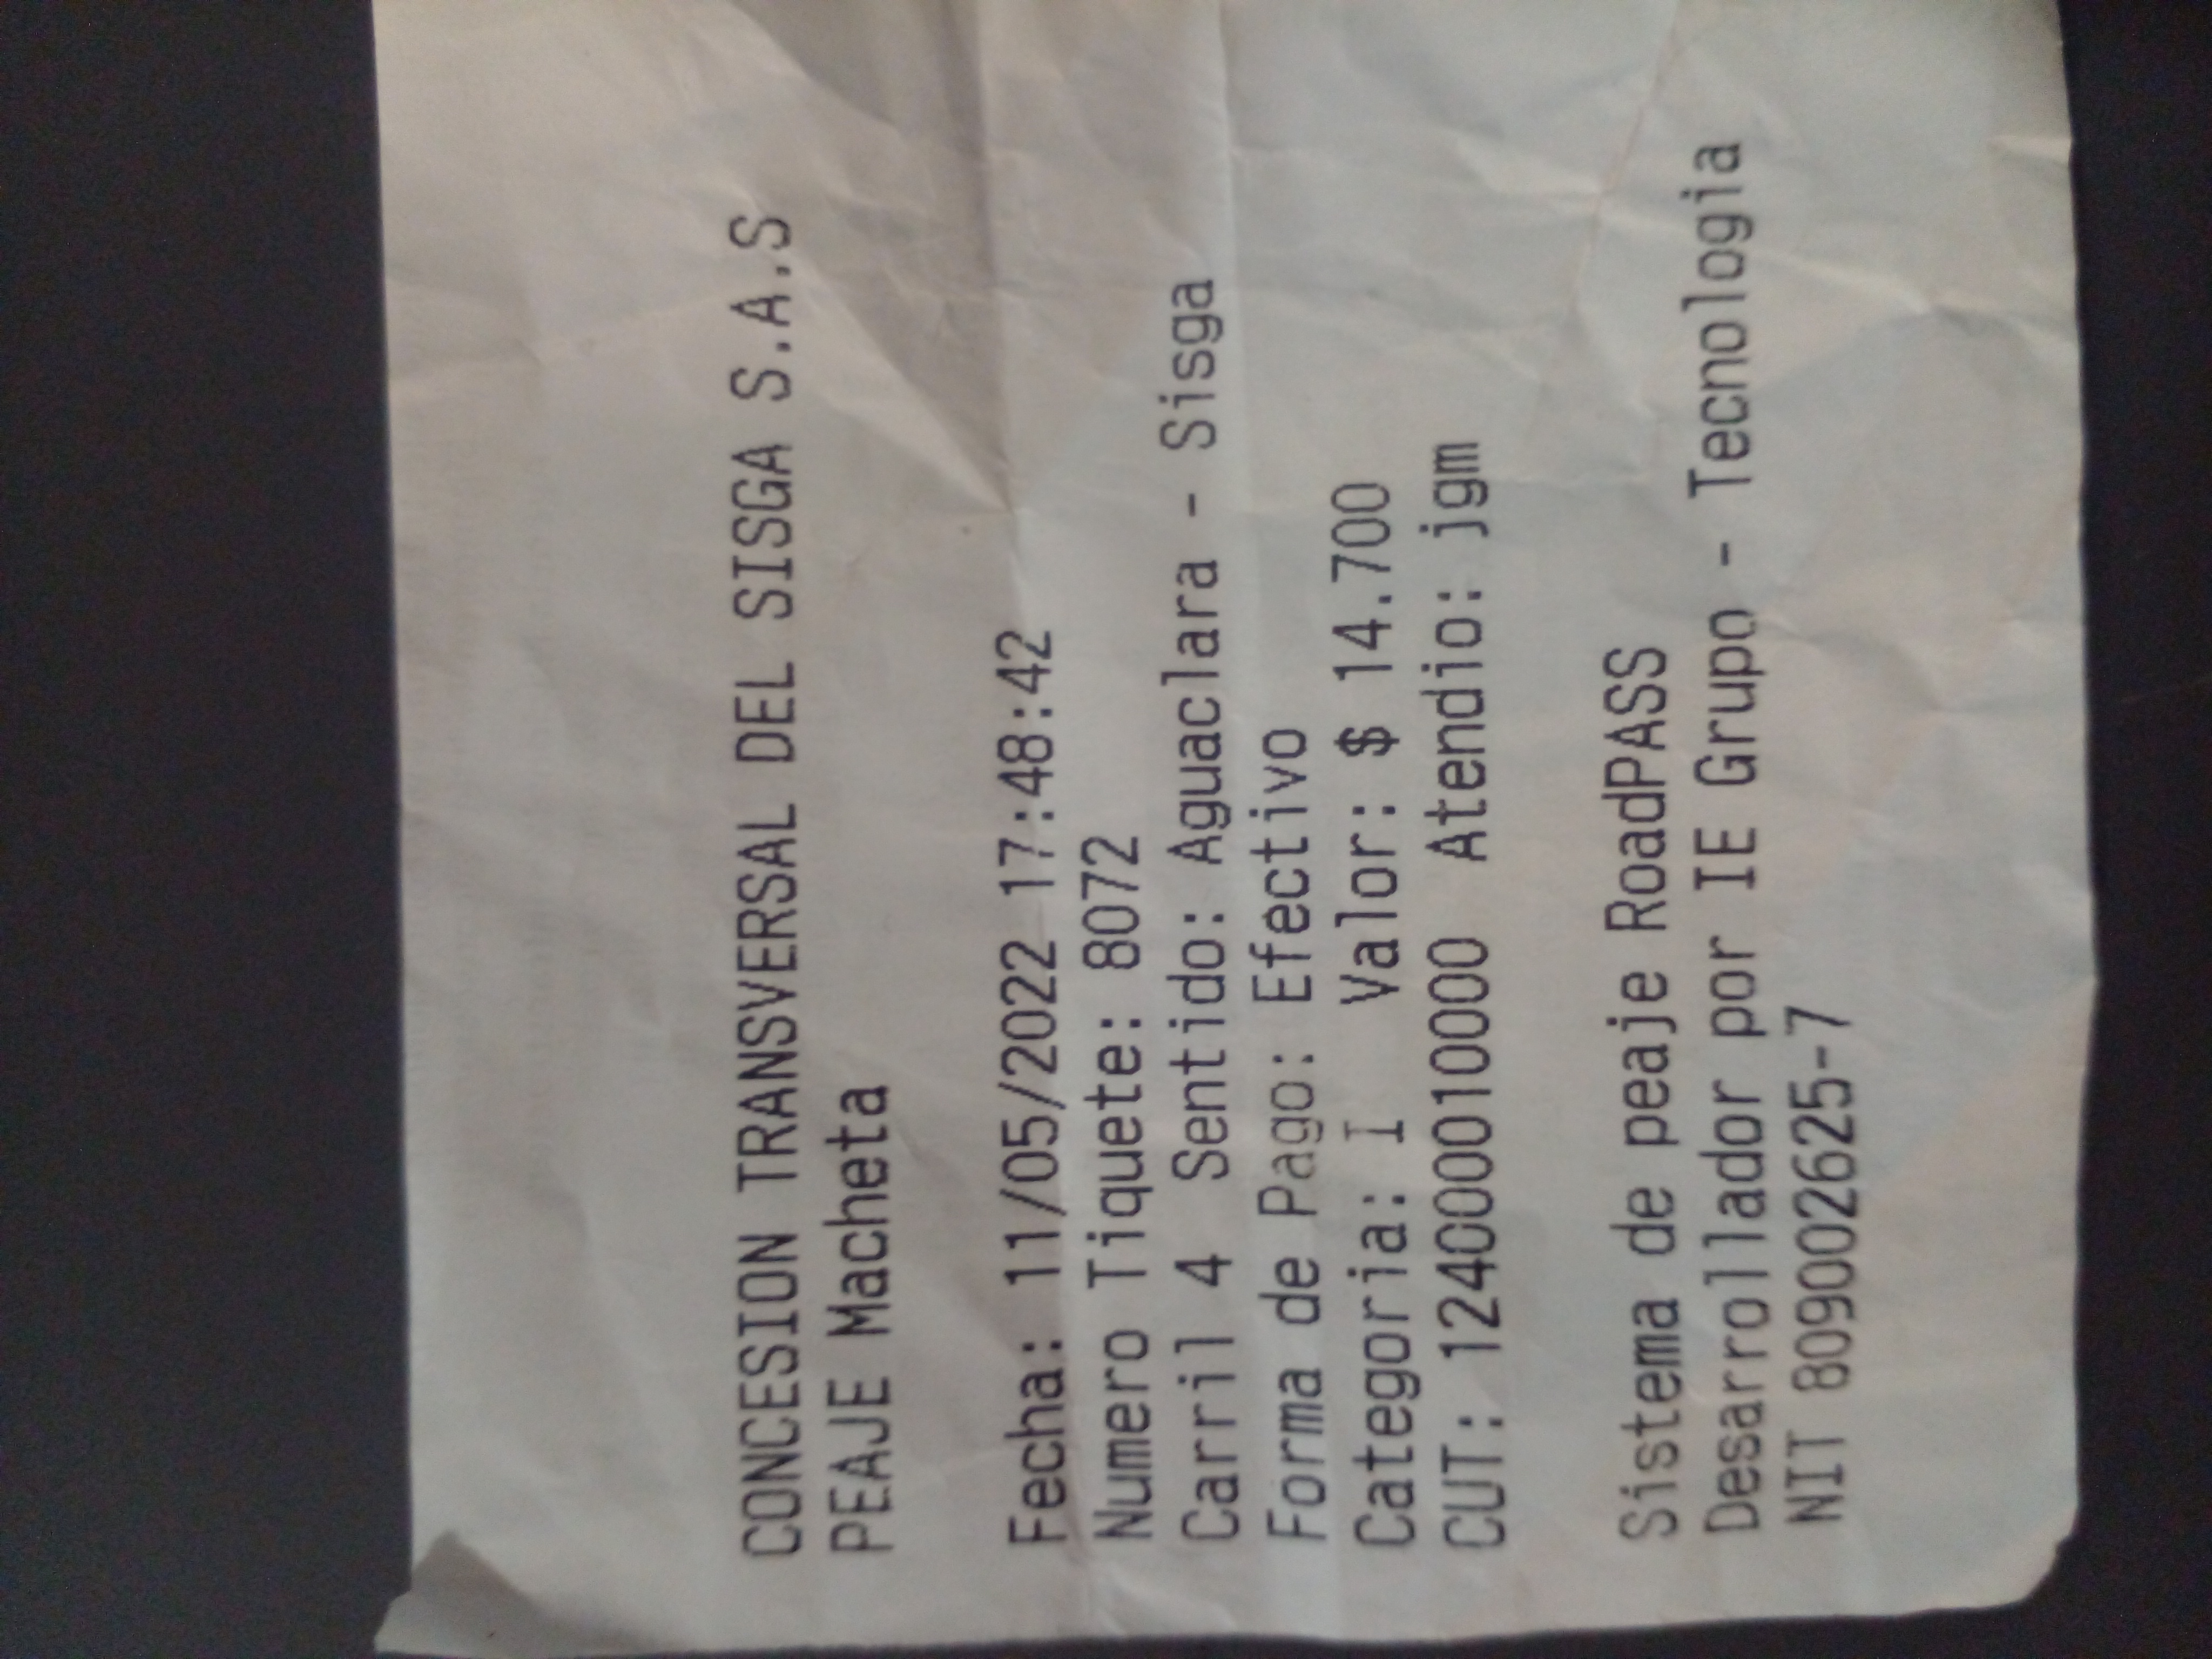 CONCESION TRANSVERSAL DEL SISGA S.A.S
PEAJE Macheta
Fecha: 11/05/2022 17:48:42
Numero Tiquete: 8072
Carril 4 Sentido: Aguaclara - Sisga
Forma de Pago: Efectivo
Categoria: I Valor: $ 14.700
CUT: 12400001000010000 Atendio: jgm
Sistema de peaje RoadPASS
Desarrollador por IE Grupo - Tecnologia
NIT 809002625-7